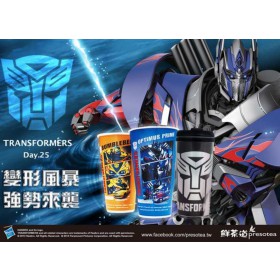 TRANSFORMERS
Day.25
變形風暴
強勢來襲
BUMBLEBEE
OPTIMUS PRIME
TRANSFORMERS
Hasbro
www.facebook.com/presotea
鮮茶道
presotea